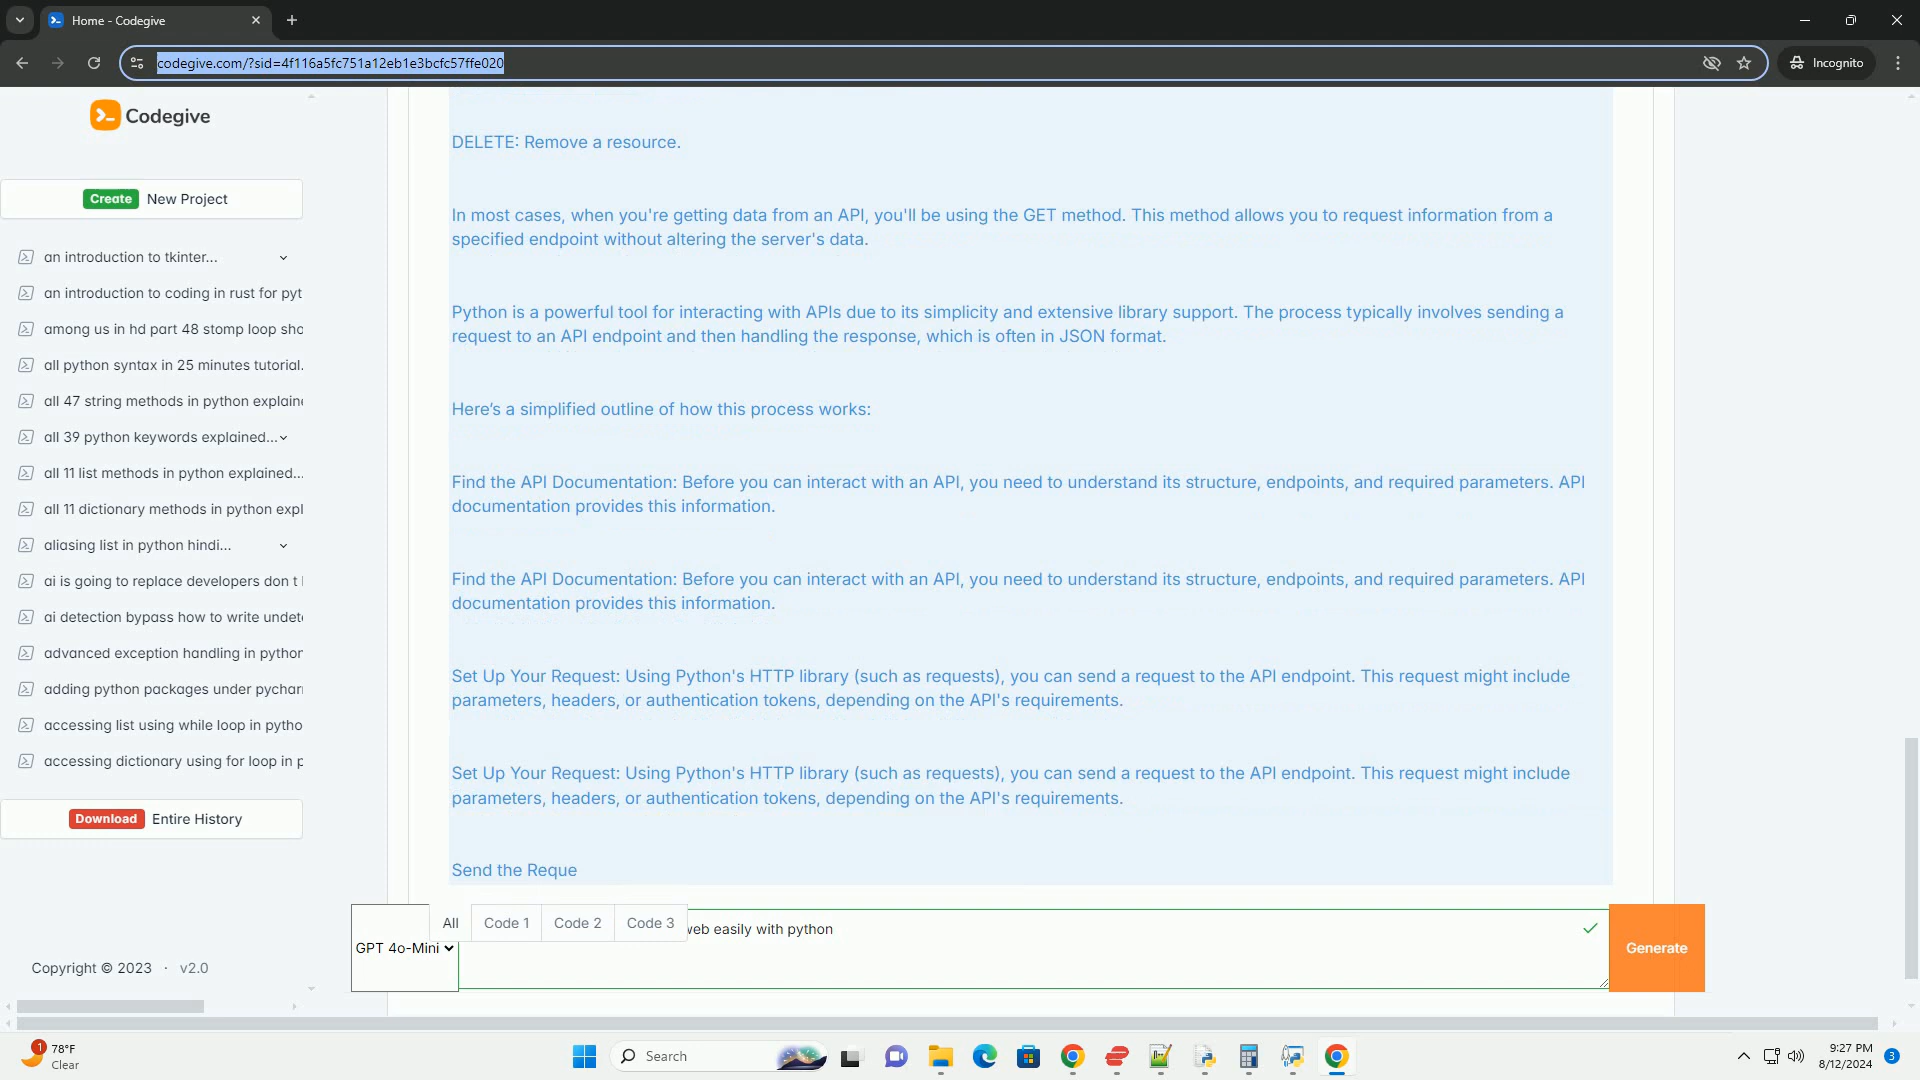 Home - Codegive
codegive.com/?sid=4f116a5fc751a12eb1e3bcfc57ffe020
Incognito
Codegive
Create New Project
an introduction to tkinter...
an introduction to coding in rust for pyt
among us in hd part 48 stomp loop sho
all python syntax in 25 minutes tutorial.
all 47 string methods in python explaine
all 39 python keywords explained...
all 11 list methods in python explained...
all 11 dictionary methods in python expl
aliasing list in python hindi...
ai is going to replace developers don t
ai detection bypass how to write undete
advanced exception handling in python
adding python packages under pychar
accessing list using while loop in pytho
accessing dictionary using for loop in p
Download Entire History
Copyright © 2023 · v2.0
DELETE: Remove a resource.
In most cases, when you're getting data from an API, you'll be using the GET method. This method allows you to request information from a
specified endpoint without altering the server's data.
Python is a powerful tool for interacting with APIs due to its simplicity and extensive library support. The process typically involves sending a
request to an API endpoint and then handling the response, which is often in JSON format.
Here’s a simplified outline of how this process works:
Find the API Documentation: Before you can interact with an API, you need to understand its structure, endpoints, and required parameters. API
documentation provides this information.
Find the API Documentation: Before you can interact with an API, you need to understand its structure, endpoints, and required parameters. API
documentation provides this information.
Set Up Your Request: Using Python's HTTP library (such as requests), you can send a request to the API endpoint. This request might include
parameters, headers, or authentication tokens, depending on the API's requirements.
Set Up Your Request: Using Python's HTTP library (such as requests), you can send a request to the API endpoint. This request might include
parameters, headers, or authentication tokens, depending on the API's requirements.
Send the Reque
All Code 1 Code 2 Code 3
web easily with python
GPT 4o-Mini
Generate
1
78°F
Clear
Search
9:27 PM
8/12/2024
3